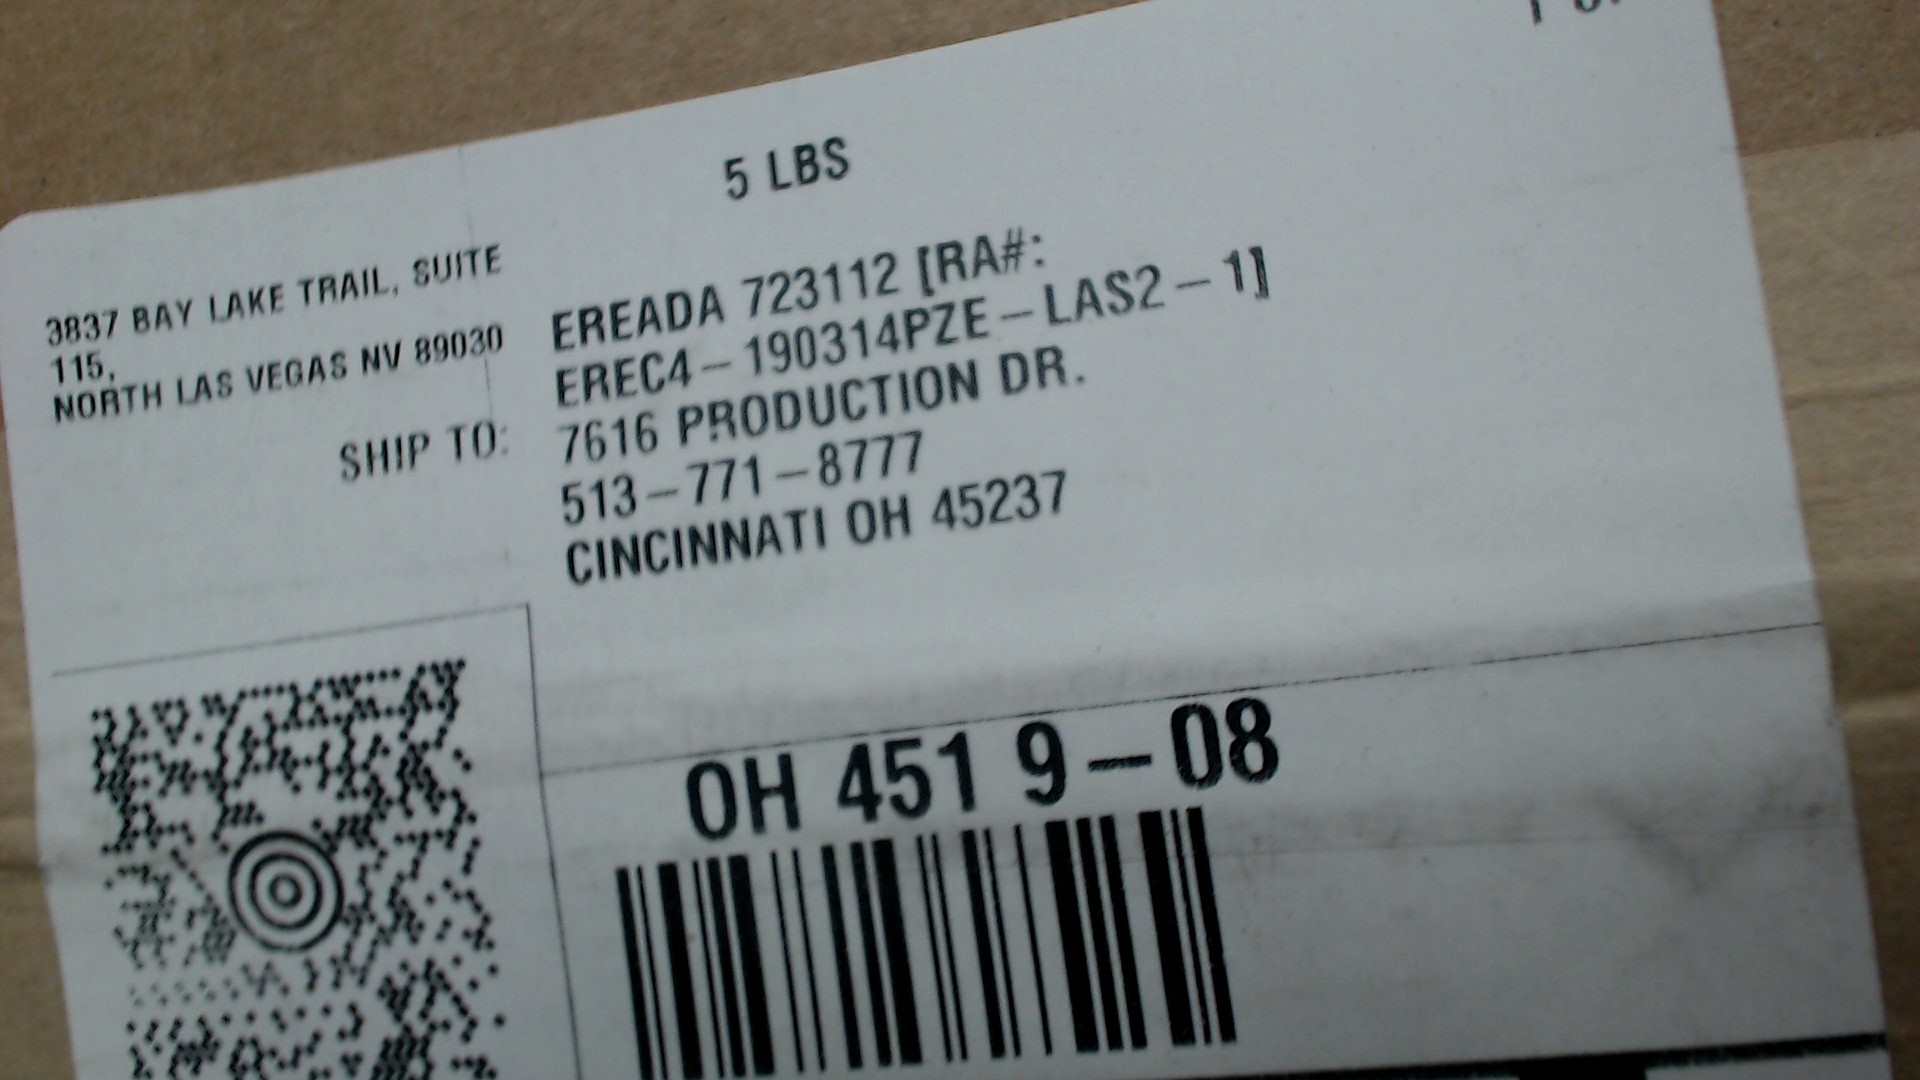 5 LBS
3837 BAY LAKE TRAIL, SUITE
115,
NORTH LAS VEGAS NV 89030
SHIP TO:
EREADA 723112 [RA#:
EREC4-190314PZE-LAS2-1]
7616 PRODUCTION DR.
513-771-8777
CINCINNATI OH 45237
OH 451 9-08